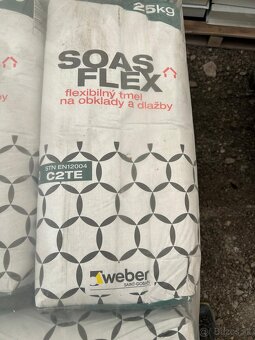 25kg
SOAS
FLEX
flexibilný tmel
na obklady a dlažby
STN EN12004
C2TE
weber
SAINT-GOBAIN